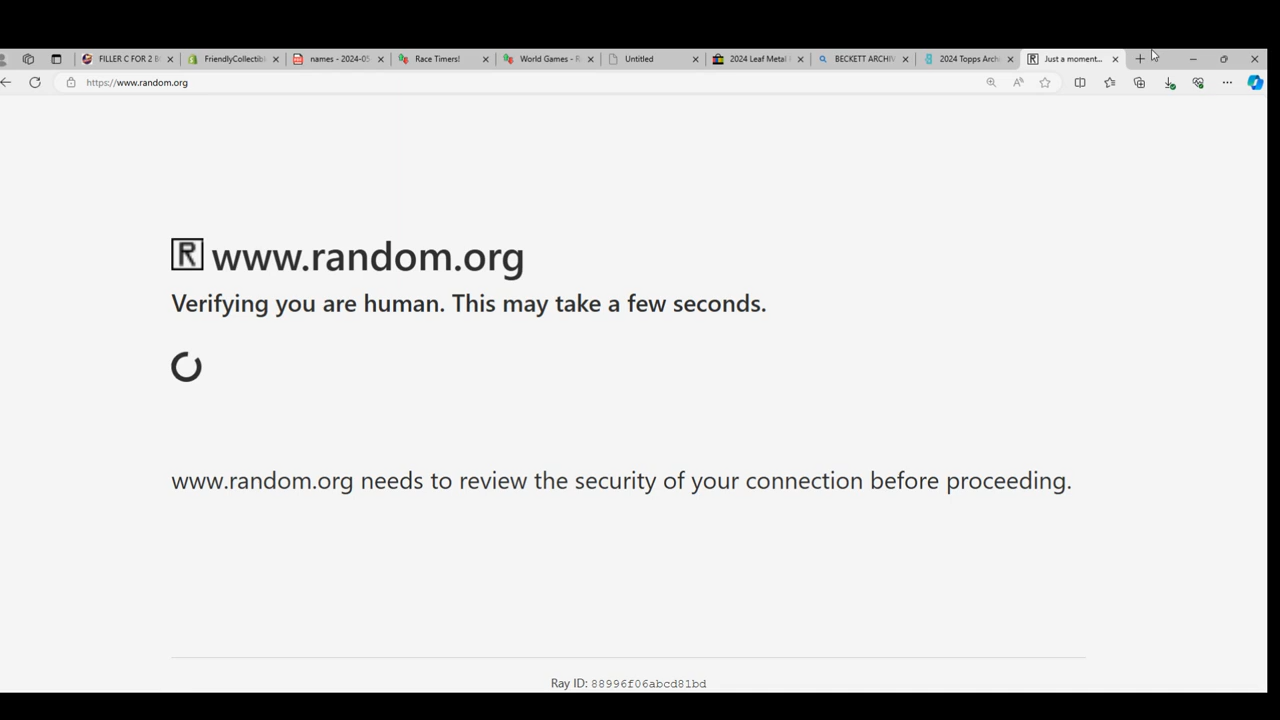 FILLER C FOR 2 B
FriendlyCollectib
names - 2024-05
Race Timers!
World Games - R
Untitled
2024 Leaf Metal
BECKETT ARCHIV
2024 Topps Arch
Just a moment...
https://www.random.org
R www.random.org
Verifying you are human. This may take a few seconds.
www.random.org needs to review the security of your connection before proceeding.
Ray ID: 88996f06abcd81bd